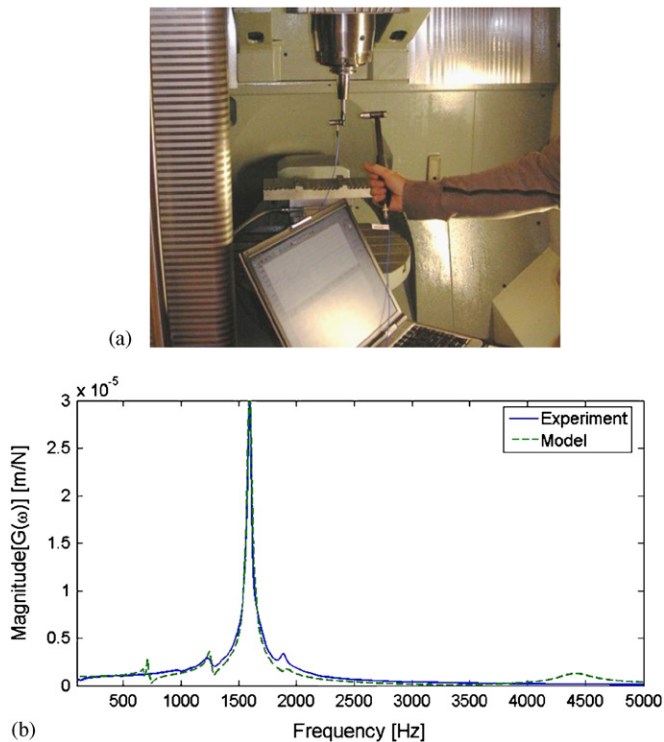 (a)
x 10-5
3
2.5
2
1.5
1
0.5
0
Magnitude[G(ω)] [m/N]
Experiment
Model
500 1000 1500 2000 2500 3000 3500 4000 4500 5000
Frequency [Hz]
(b)